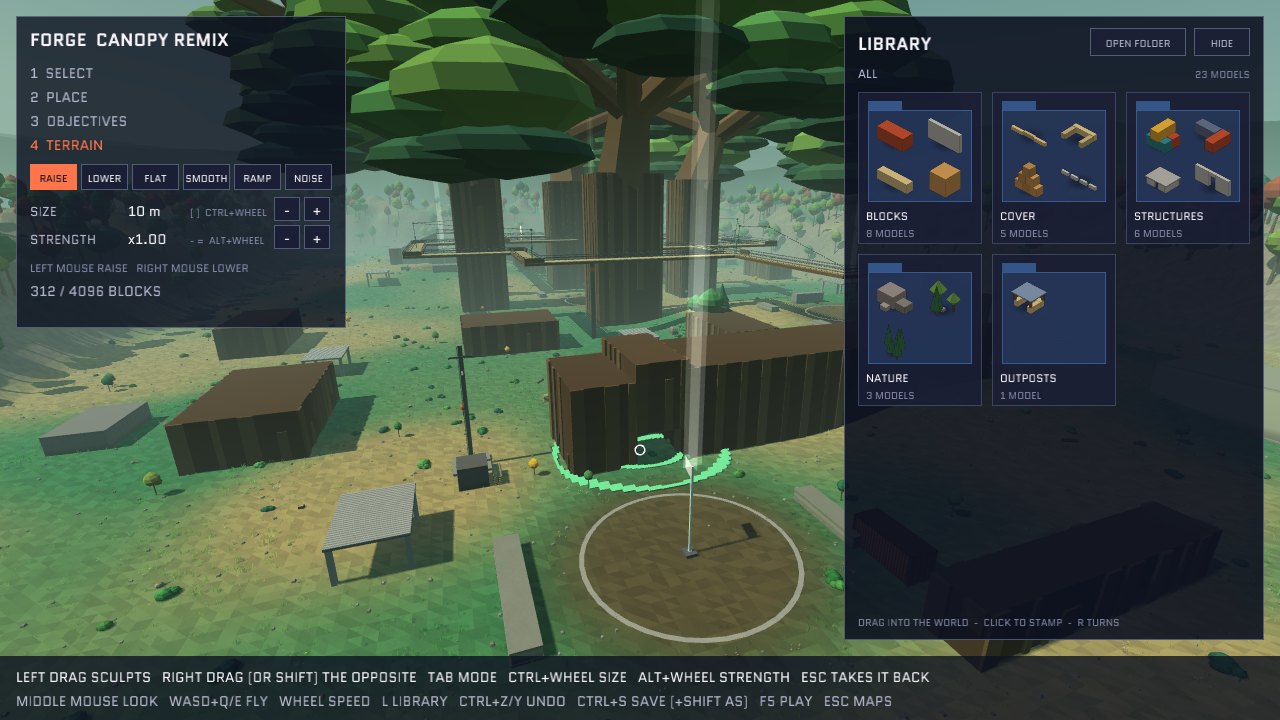 FORGE  CANOPY REMIX
1 SELECT
2 PLACE
3 OBJECTIVES
4 TERRAIN
RAISE LOWER FLAT SMOOTH RAMP NOISE
SIZE 10 m [ ] CTRL+WHEEL - +
STRENGTH x1.00 - = ALT+WHEEL - +
LEFT MOUSE RAISE  RIGHT MOUSE LOWER
312 / 4096 BLOCKS
LIBRARY OPEN FOLDER HIDE
ALL 23 MODELS
BLOCKS
8 MODELS
COVER
5 MODELS
STRUCTURES
6 MODELS
NATURE
3 MODELS
OUTPOSTS
1 MODEL
DRAG INTO THE WORLD - CLICK TO STAMP - R TURNS
LEFT DRAG SCULPTS  RIGHT DRAG (OR SHIFT) THE OPPOSITE  TAB MODE  CTRL+WHEEL SIZE  ALT+WHEEL STRENGTH  ESC TAKES IT BACK
MIDDLE MOUSE LOOK  WASD+Q/E FLY  WHEEL SPEED  L LIBRARY  CTRL+Z/Y UNDO  CTRL+S SAVE (+SHIFT AS)  F5 PLAY  ESC MAPS